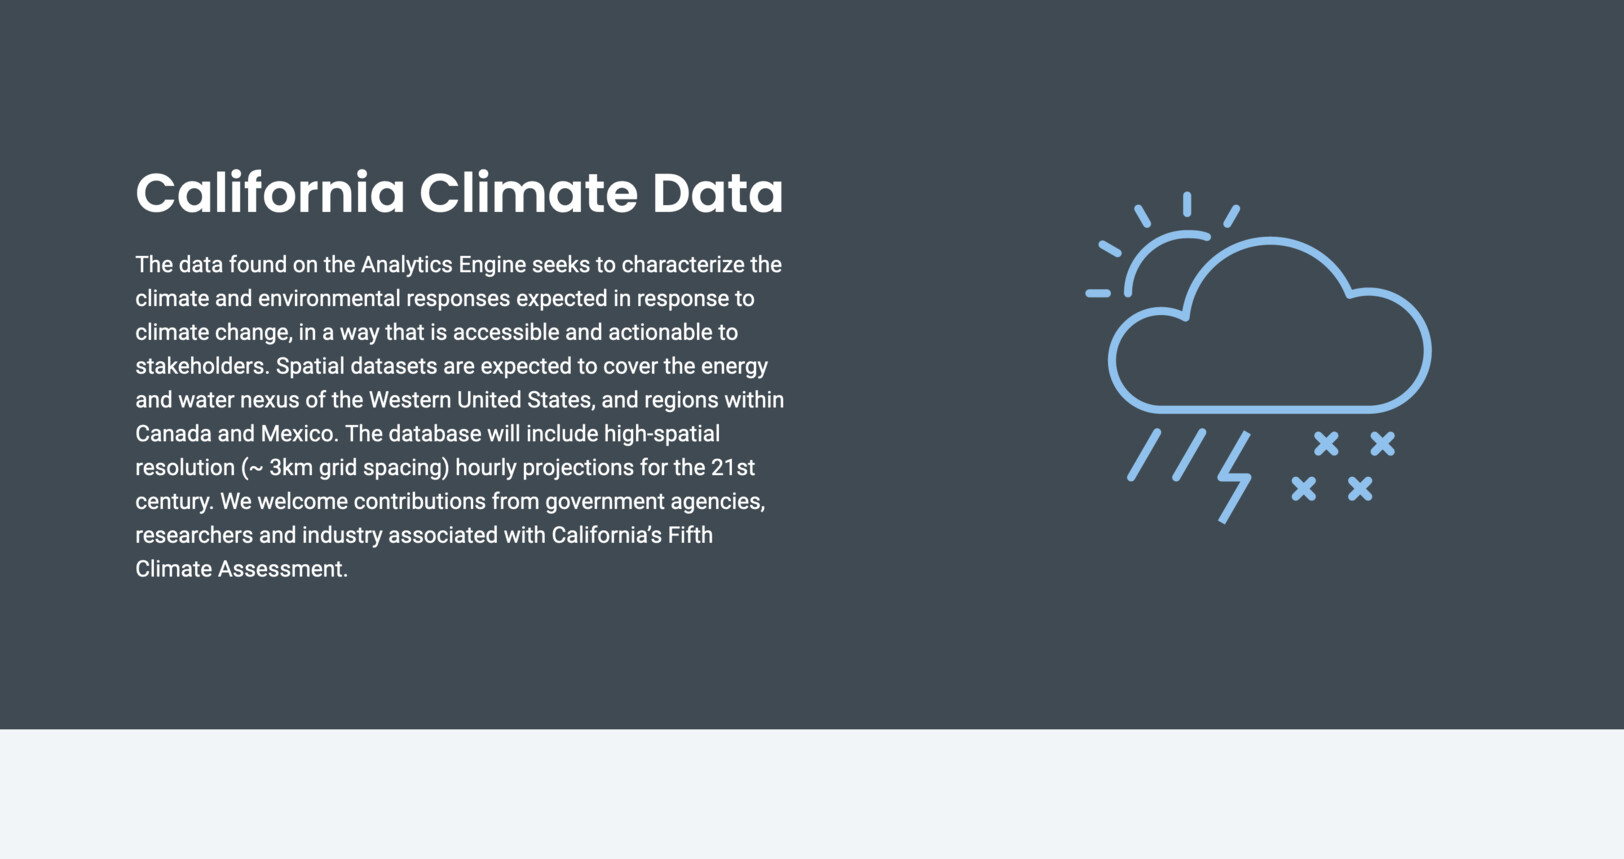 California Climate Data
The data found on the Analytics Engine seeks to characterize the
climate and environmental responses expected in response to
climate change, in a way that is accessible and actionable to
stakeholders. Spatial datasets are expected to cover the energy
and water nexus of the Western United States, and regions within
Canada and Mexico. The database will include high-spatial
resolution (~ 3km grid spacing) hourly projections for the 21st
century. We welcome contributions from government agencies,
researchers and industry associated with California’s Fifth
Climate Assessment.